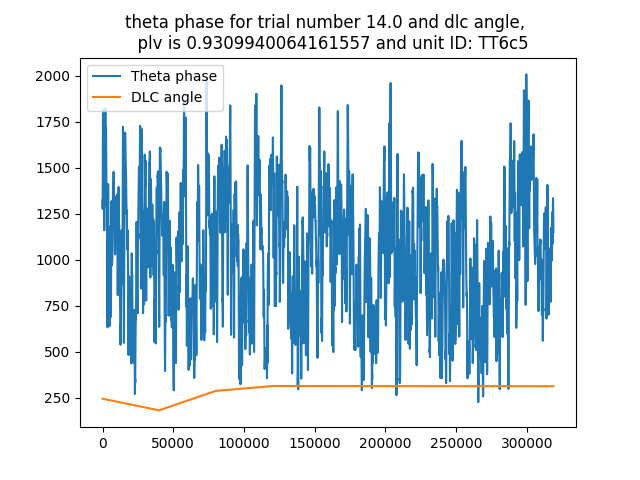 theta phase for trial number 14.0 and dlc angle,
plv is 0.9309940064161557 and unit ID: TT6c5
Theta phase
DLC angle
2000
1750
1500
1250
1000
750
500
250
0 50000 100000 150000 200000 250000 300000